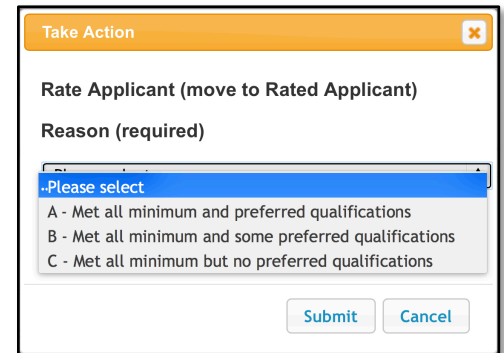 Take Action
Rate Applicant (move to Rated Applicant)
Reason (required)
Please select
A - Met all minimum and preferred qualifications
B - Met all minimum and some preferred qualifications
C - Met all minimum but no preferred qualifications
Submit Cancel